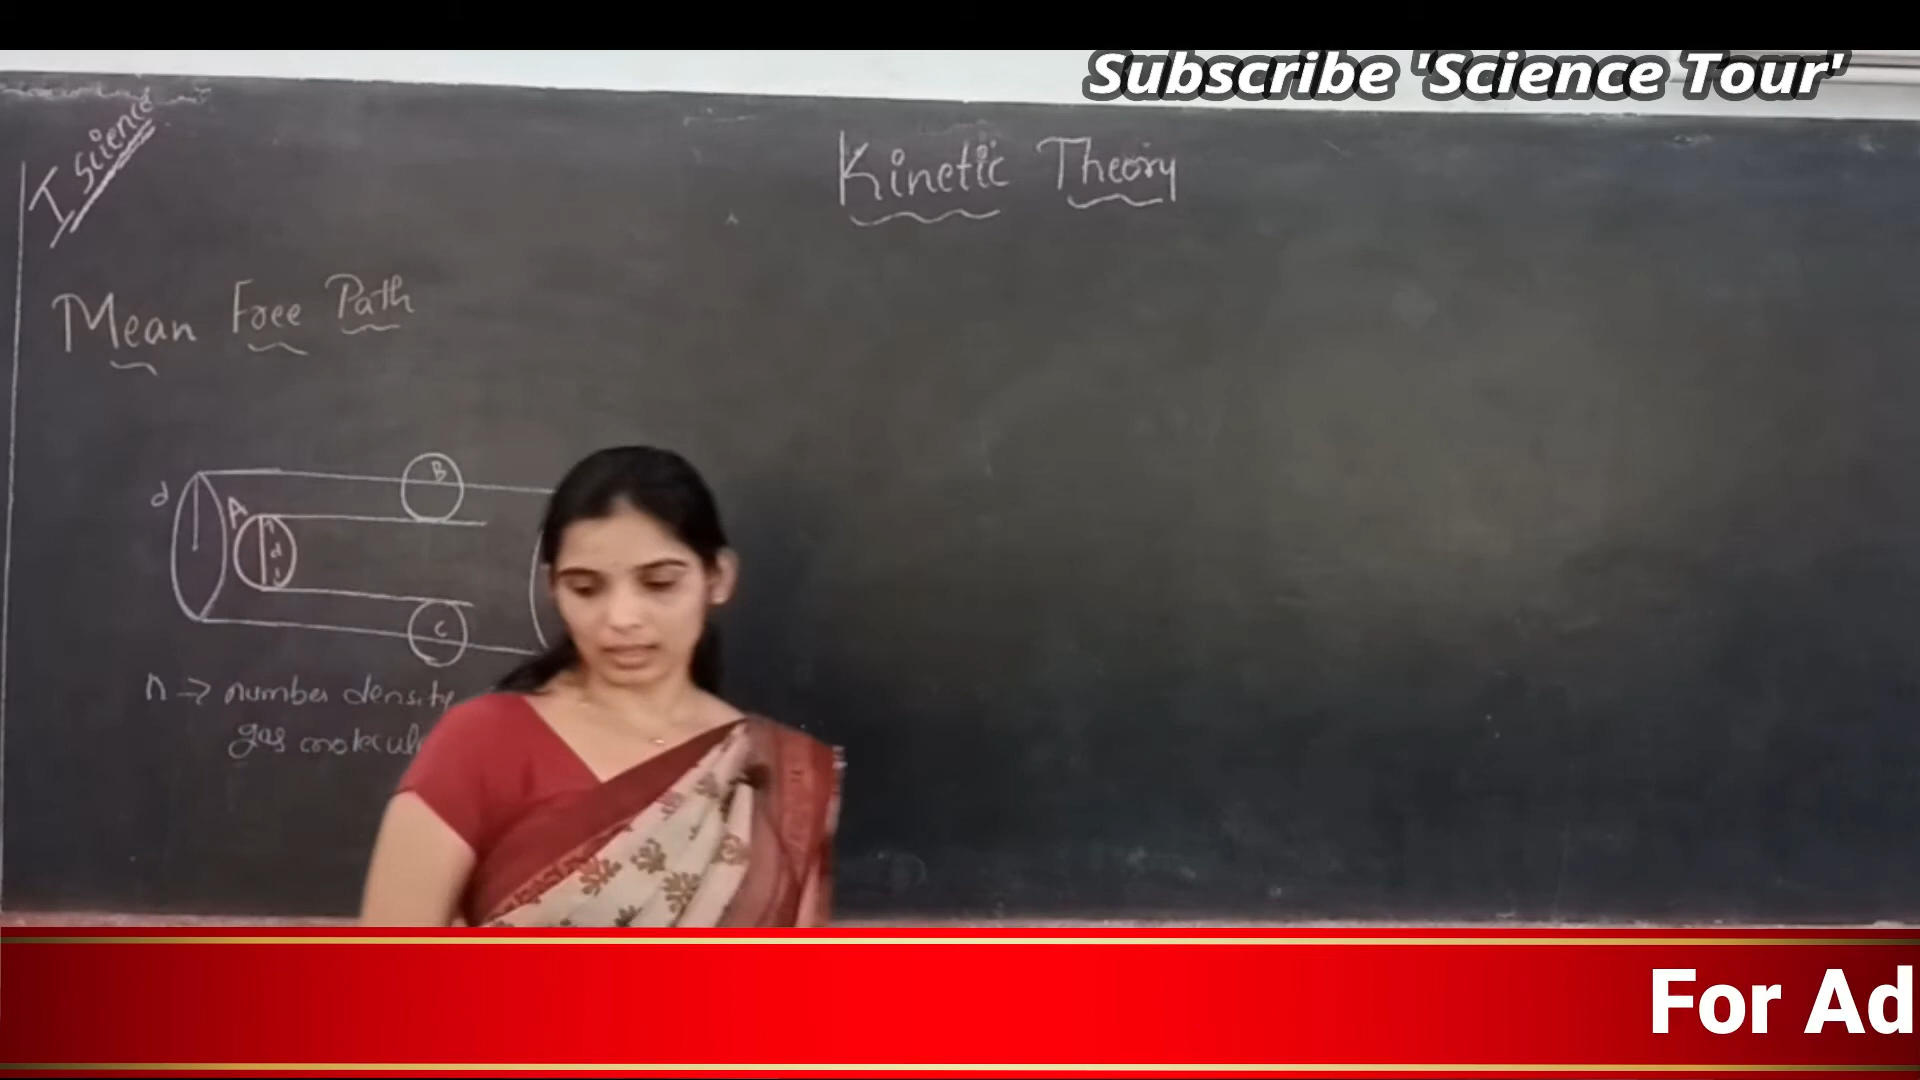 Subscribe 'Science Tour'
I Science
Kinetic Theory
Mean Free Path
d
A
B
d
C
n → number density
gas molecul
For Ad